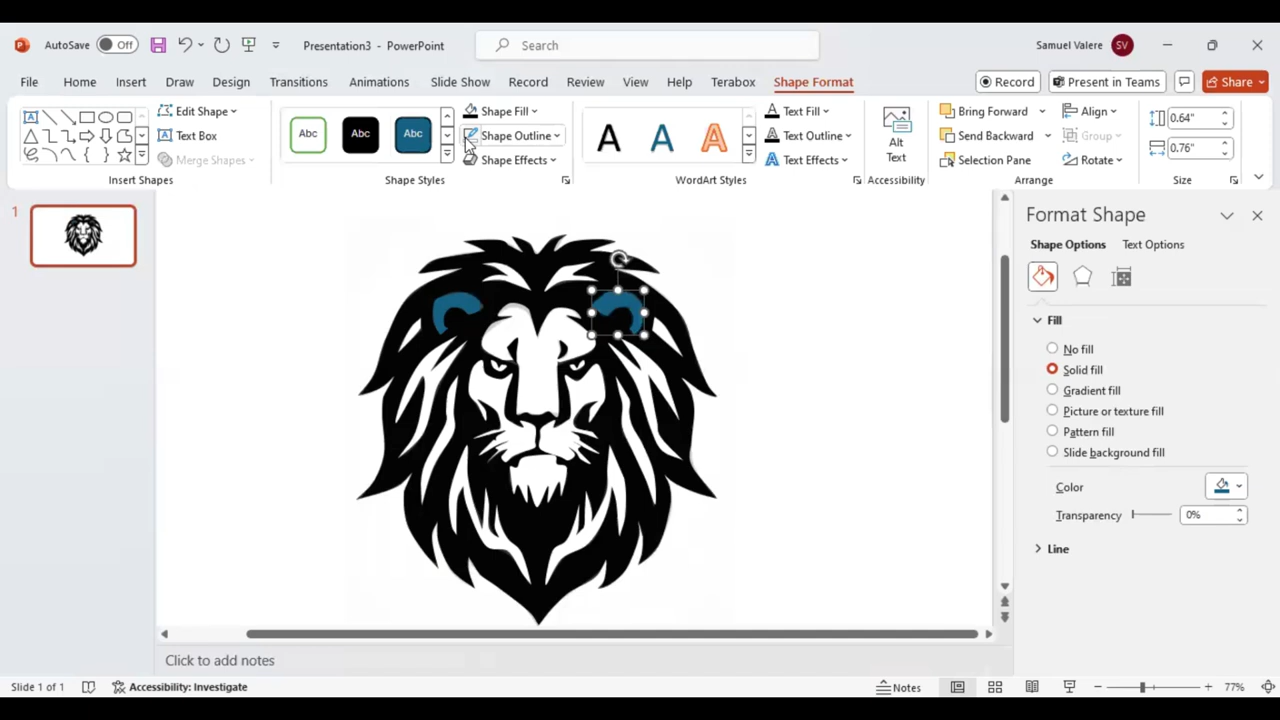 AutoSave Off Presentation3 - PowerPoint Search Samuel Valere SV
File Home Insert Draw Design Transitions Animations Slide Show Record Review View Help Terabox Shape Format Record Present in Teams Share
Edit Shape
Text Box
Merge Shapes
Insert Shapes
Abc Abc Abc
Shape Fill
Shape Outline
Shape Effects
Shape Styles
A A A
Text Fill
Text Outline
Text Effects
WordArt Styles
Alt
Text
Accessibility
Bring Forward
Send Backward
Selection Pane
Align
Group
Rotate
Arrange
0.64"
0.76"
Size
1
Format Shape
Shape Options Text Options
Fill
No fill
Solid fill
Gradient fill
Picture or texture fill
Pattern fill
Slide background fill
Color
Transparency 0%
Line
Click to add notes
Slide 1 of 1 Accessibility: Investigate Notes 77%